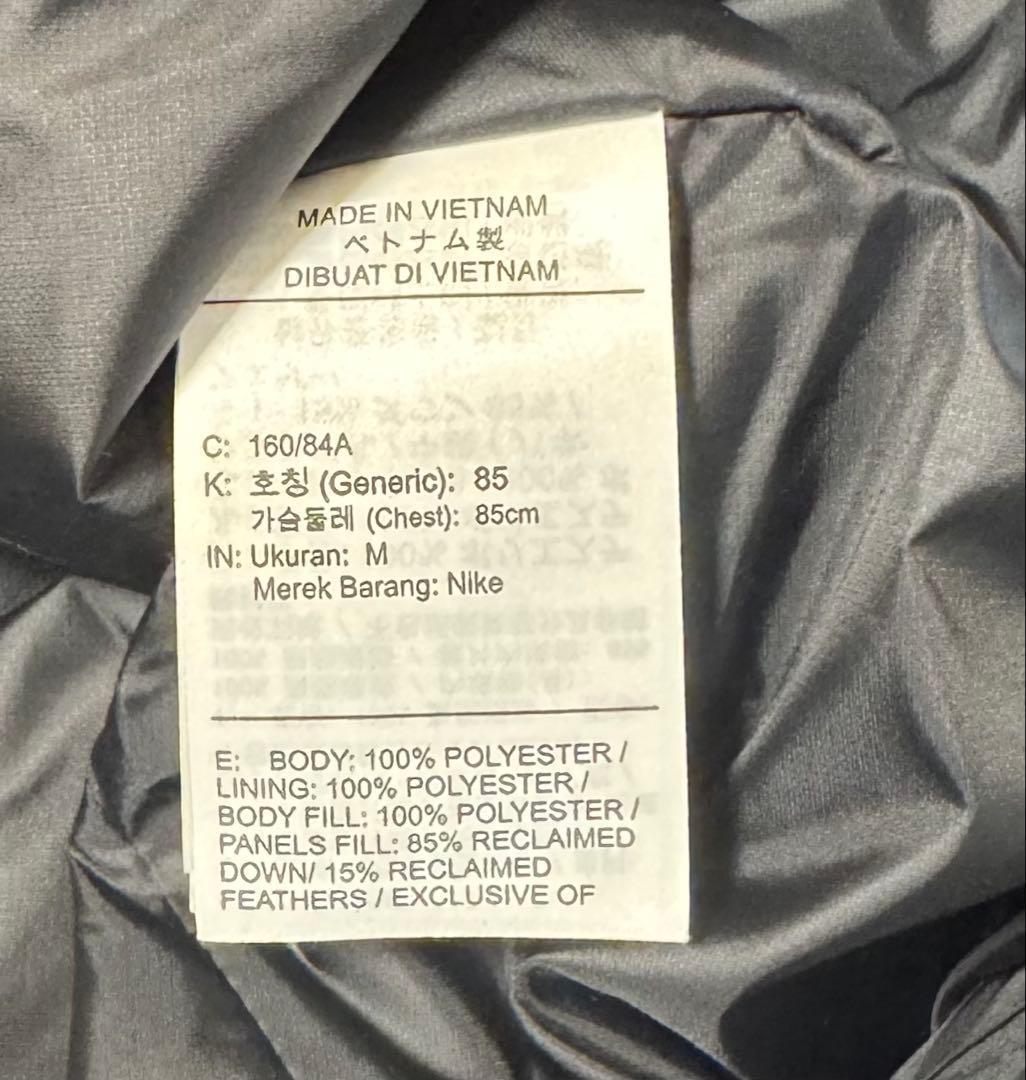 MADE IN VIETNAM
ベトナム製
DIBUAT DI VIETNAM
C: 160/84A
K: 호칭 (Generic): 85
가슴둘레 (Chest): 85cm
IN: Ukuran: M
Merek Barang: Nike
E: BODY: 100% POLYESTER /
LINING: 100% POLYESTER /
BODY FILL: 100% POLYESTER /
PANELS FILL: 85% RECLAIMED
DOWN/ 15% RECLAIMED
FEATHERS / EXCLUSIVE OF